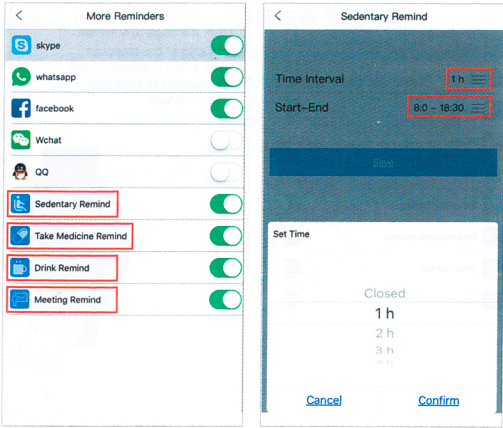 More Reminders
skype
whatsapp
facebook
Wchat
QQ
Sedentary Remind
Take Medicine Remind
Drink Remind
Meeting Remind
Sedentary Remind
Time Interval 1 h
Start-End 8:0 - 18:30
Save
Set Time
Closed
1 h
2 h
3 h
Cancel Confirm